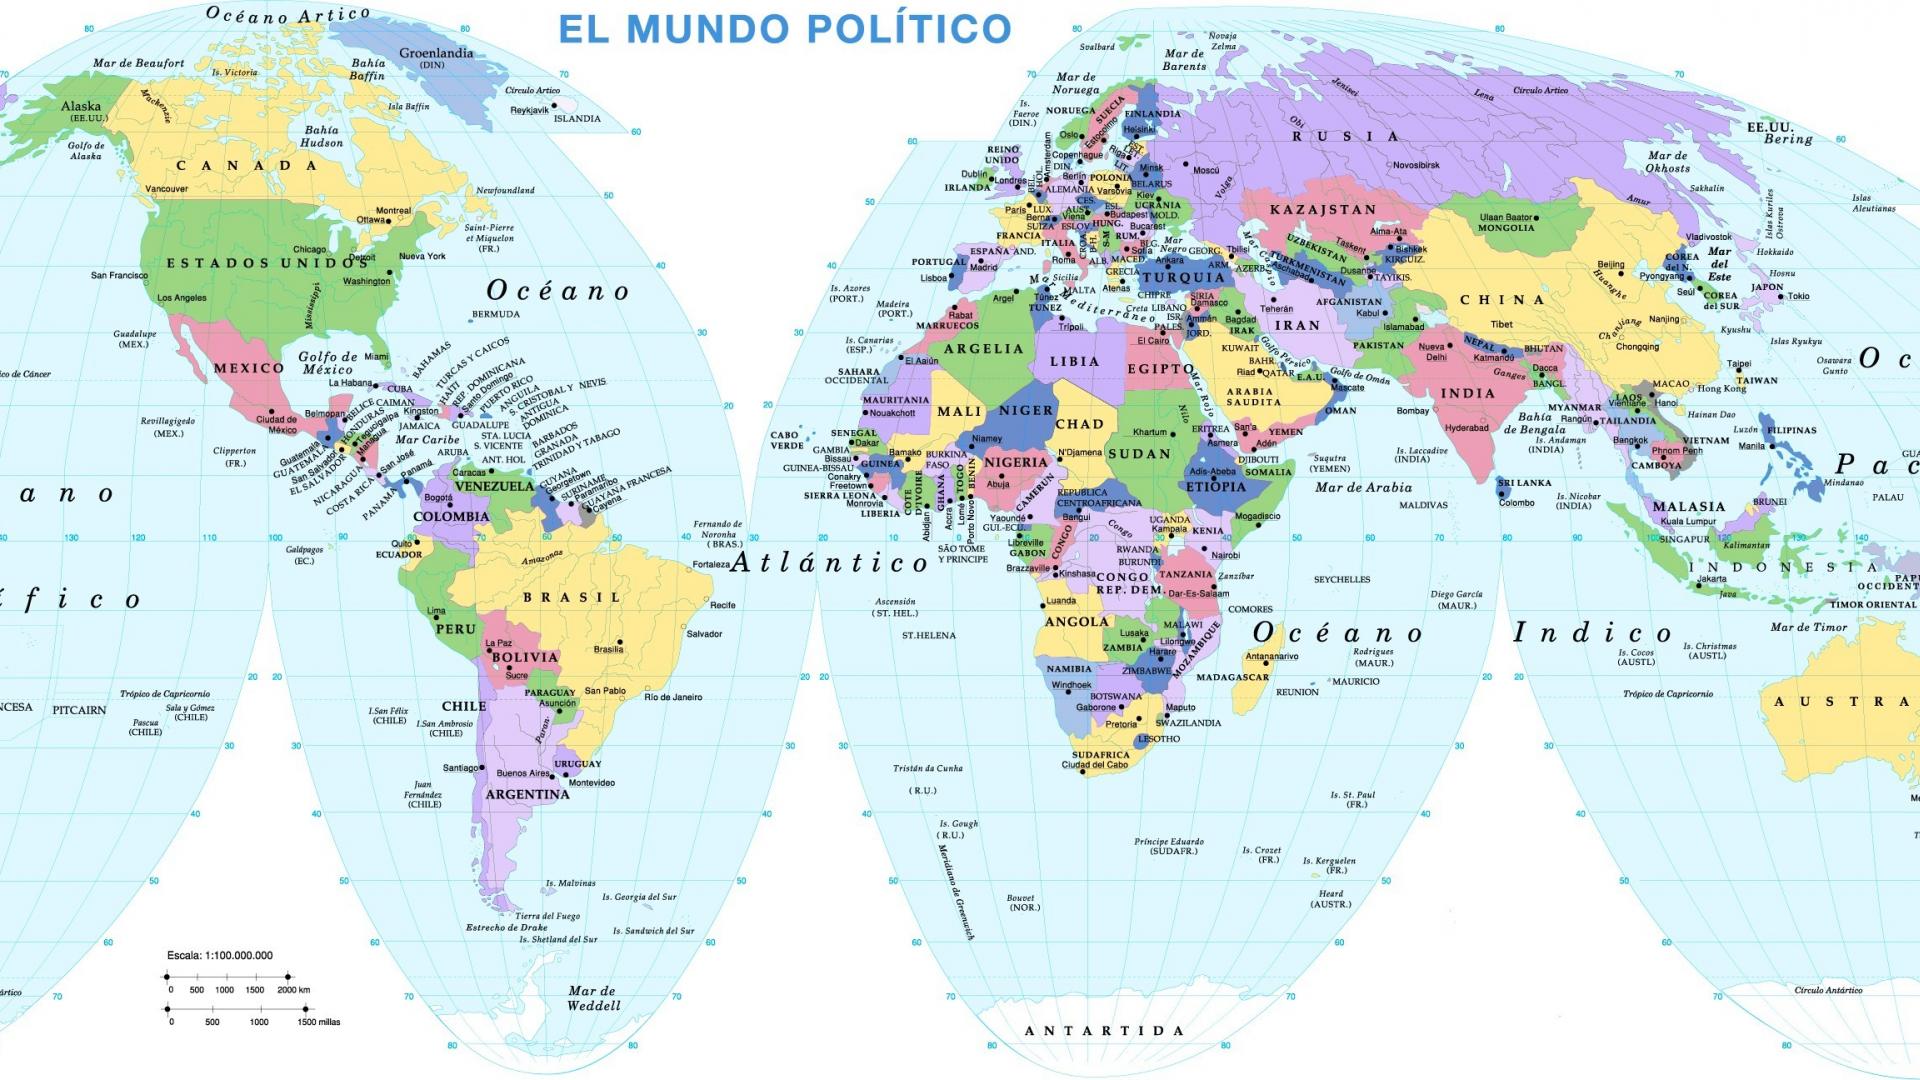 EL MUNDO POLÍTICO
Océano Artico
Mar de Beaufort
Is. Victoria
Bahía
Baffin
Groenlandia
(DIN)
Círculo Artico
Reykjavik
ISLANDIA
Alaska
(EE.UU.)
Mackenzie
Isla Baffin
Golfo de
Alaska
Bahía
Hudson
CANADA
Vancouver
Newfoundland
Montreal
Ottawa
Saint-Pierre
et Miquelon
(FR.)
Chicago
Detroit
Nueva York
ESTADOS UNIDOS
San Francisco
Washington
Los Angeles
Mississippi
Océano
BERMUDA
Guadalupe
(MEX.)
Golfo de
México
Miami
MEXICO
BAHAMAS
TURCAS Y CAICOS
ico de Cáncer
La Habana
CUBA
HAITI
REP. DOMINICANA
Santo Domingo
PUERTO RICO
ANGUILA
S. CRISTOBAL Y NEVIS
ANTIGUA
DOMINICA
CAIMAN
Kingston
JAMAICA
GUADALUPE
STA. LUCIA
S. VICENTE
BARBADOS
GRANADA
TRINIDAD Y TABAGO
Revillagigedo
(MEX.)
Ciudad de
México
Belmopan
BELICE
HONDURAS
Tegucigalpa
Managua
Guatemala
GUATEMALA
San Salvador
EL SALVADOR
NICARAGUA
San José
COSTA RICA
Panamá
PANAMA
Mar Caribe
ARUBA
ANT. HOL.
Clipperton
(FR.)
Caracas
VENEZUELA
GUYANA
Georgetown
SURINAME
Paramaribo
GUAYANA FRANCESA
Cayena
Bogotá
COLOMBIA
Galápagos
(EC.)
Quito
ECUADOR
Amazonas
Fernando de
Noronha
( BRAS.)
Fortaleza
ano
ífico
BRASIL
Recife
Lima
PERU
Salvador
La Paz
BOLIVIA
Sucre
Brasilia
NCESA
PITCAIRN
Trópico de Capricornio
Sala y Gómez
(CHILE)
Pascua
(CHILE)
I.San Félix
(CHILE)
I.San Ambrosio
(CHILE)
CHILE
PARAGUAY
Asunción
San Pablo
Río de Janeiro
Paran
Santiago
Buenos Aires
URUGUAY
Montevideo
ARGENTINA
Juan
Fernández
(CHILE)
Is. Malvinas
Is. Georgia del Sur
Tierra del Fuego
Estrecho de Drake
Is. Shetland del Sur
Is. Sandwich del Sur
Mar de
Weddell
Escala: 1:100.000.000
0 500 1000 1500 2000 km
0 500 1000 1500 millas
ártico
Svalbard
Novaja
Zelma
Mar de
Barents
Mar de
Noruega
Is.
Faeroe
(DIN.)
NORUEGA
SUECIA
FINLANDIA
Oslo
Estocolmo
Helsinki
EST.
Riga
LET.
LIT.
REINO
UNIDO
Dublin
IRLANDA
Londres
Amsterdam
HOL.
BEL.
Copenhague
DIN.
Berlín
ALEMANIA
POLONIA
Varsovia
Minsk
BELARUS
Kiev
UCRANIA
MOLD.
París
LUX.
CES.
AUST.
Viena
ESL.
Budapest
HUNG.
Berna
SUIZA
ESLOV
CROA.
B-H.
S-M
RUM.
Bucarest
FRANCIA
ITALIA
Roma
BLG.
Sofia
MACED.
ALB.
PORTUGAL
Lisboa
ESPAÑA
AND.
Madrid
GRECIA
Atenas
Sicilia
MALTA
Creta
CHIPRE
Mar
Negro
GEORG.
Tbilisi
ARM.
AZERB.
Ankara
TURQUIA
Mar Mediterráneo
Mar Caspio
Moscú
Volga
RUSIA
Jenisei
Obi
Lena
Círculo Artico
Novosibirsk
EE.UU.
Bering
Mar de
Okhosts
Sakhalin
Islas
Aleutianas
Islas Kuriles
Ostrova
Amur
Vladivostok
Hokkaido
KAZAJSTAN
UZBEKISTAN
Taskent
Alma-Ata
Bishkek
KIRGUIZ.
TURKMENISTAN
Aschabad
Dusanbe
TAYIKIS.
Ulaan Baator
MONGOLIA
Beijing
Huanghe
COREA
del N.
Pyongyang
Seúl
COREA
del SUR
Mar
del
Este
Hosnu
JAPON
Tokio
Kyushu
CHINA
Tibet
Chanjiang
Chongqing
Nanjing
Islas Ryukyu
Osawara
Gunto
Oc
Is. Azores
(PORT.)
Madeira
(PORT.)
Is. Canarias
(ESP.)
Argel
Túnez
TUNEZ
Trípoli
Rabat
MARRUECOS
El Aaiún
SAHARA
OCCIDENTAL
ARGELIA
LIBIA
El Cairo
EGIPTO
SIRIA
Damasco
LIBANO
ISR.
PALES.
Ammán
JORD.
Bagdad
IRAK
Teherán
IRAN
KUWAIT
Golfo Pérsico
BAHR.
QATAR
Riad
E.A.U.
Golfo de Omán
Mascate
OMAN
ARABIA
SAUDITA
Mar Rojo
AFGANISTAN
Kabul
Islamabad
PAKISTAN
Nueva
Delhi
NEPAL
Katmandú
BHUTAN
Ganges
Dacca
BANGL.
INDIA
Bombay
Hyderabad
Bahía
de Bengala
MYANMAR
Rangún
LAOS
Vientiane
Hanoi
MACAO
Hong Kong
Taipei
TAIWAN
Hainan Dao
TAILANDIA
Bangkok
VIETNAM
Phnom Penh
CAMBOYA
Luzón
Manila
FILIPINAS
Mindanao
PALAU
Is. Andaman
(INDIA)
Is. Nicobar
(INDIA)
Is. Laccadive
(INDIA)
SRI LANKA
Colombo
MALDIVAS
Mar de Arabia
Suqutra
(YEMEN)
MALASIA
Kuala Lumpur
SINGAPUR
BRUNEI
Kalimantan
INDONESIA
Jakarta
Java
PAPU
OCCIDENT
TIMOR ORIENTAL
Mar de Timor
Pac
MAURITANIA
Nouakchott
MALI
NIGER
CHAD
Nilo
Khartum
SUDAN
ERITREA
Asmera
San'a
YEMEN
Adén
DJIBOUTI
SOMALIA
Adis-Abeba
ETIOPIA
Mogadiscio
CABO
VERDE
SENEGAL
Dakar
GAMBIA
Bissau
GUINEA-BISSAU
GUINEA
Conakry
Freetown
SIERRA LEONA
Monrovia
LIBERIA
Bamako
BURKINA
FASO
Niamey
COTE
D'IVOIRE
Abidjan
GHANA
Accra
TOGO
Lomé
BENIN
Porto Novo
NIGERIA
Abuja
N'Djamena
CAMERUN
Yaoundé
GUL-ECU.
SÃO TOME
Y PRINCIPE
REPUBLICA
CENTROAFRICANA
Bangui
Libreville
GABON
CONGO
Brazzaville
Kinshasa
Congo
CONGO
REP. DEM.
UGANDA
Kampala
RWANDA
BURUNDI
KENIA
Nairobi
TANZANIA
Zanzíbar
Dar-Es-Salaam
Luanda
ANGOLA
Lusaka
ZAMBIA
MALAWI
Lilongwe
MOZAMBIQUE
Harare
ZIMBABWE
NAMIBIA
Windhoek
BOTSWANA
Gaborone
Pretoria
Maputo
SWAZILANDIA
LESOTHO
SUDAFRICA
Ciudad del Cabo
COMORES
Antananarivo
MADAGASCAR
REUNION
MAURICIO
Rodrigues
(MAUR.)
SEYCHELLES
Diego García
(MAUR.)
Atlántico
Ascensión
(ST. HEL.)
ST.HELENA
Tristán da Cunha
( R.U.)
Is. Gough
( R.U.)
Meridiano de Greenwich
Bouvet
(NOR.)
Príncipe Eduardo
(SUDAFR.)
Is. Crozet
(FR.)
Is. Kerguelen
(FR.)
Heard
(AUSTR.)
Is. St. Paul
(FR.)
Océano
Indico
Is. Cocos
(AUSTL)
Is. Christmas
(AUSTL)
Trópico de Capricornio
AUSTRA
Me
ANTARTIDA
Círculo Antártico